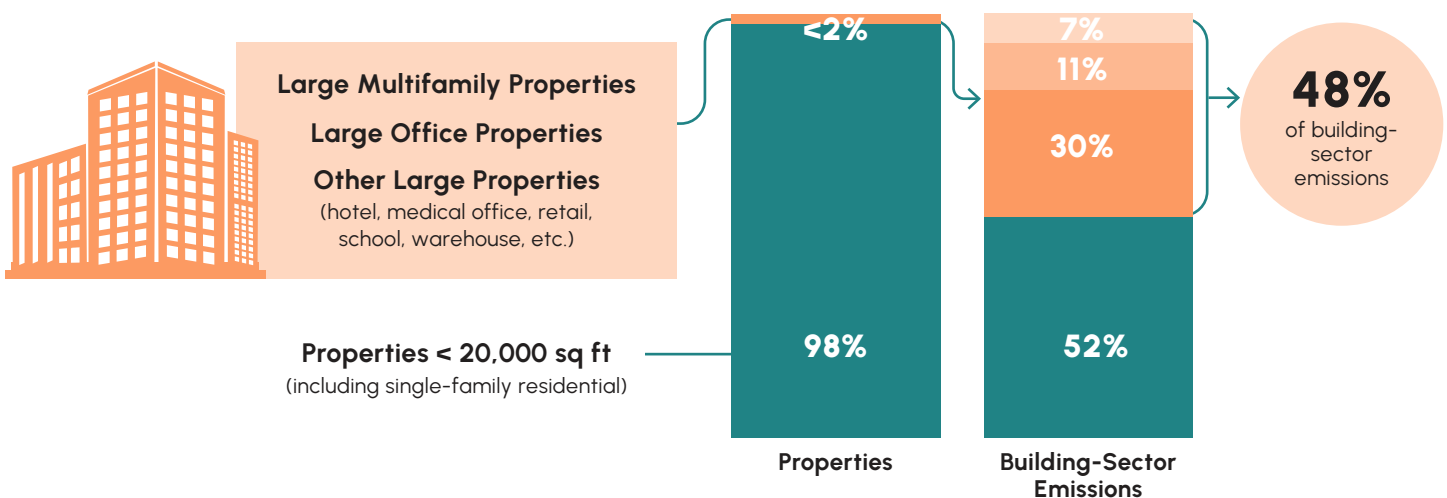 Large Multifamily Properties
Large Office Properties
Other Large Properties
(hotel, medical office, retail,
school, warehouse, etc.)
Properties < 20,000 sq ft
(including single-family residential)
<2%
98%
Properties
7%
11%
30%
52%
Building-Sector
Emissions
48%
of building-
sector
emissions